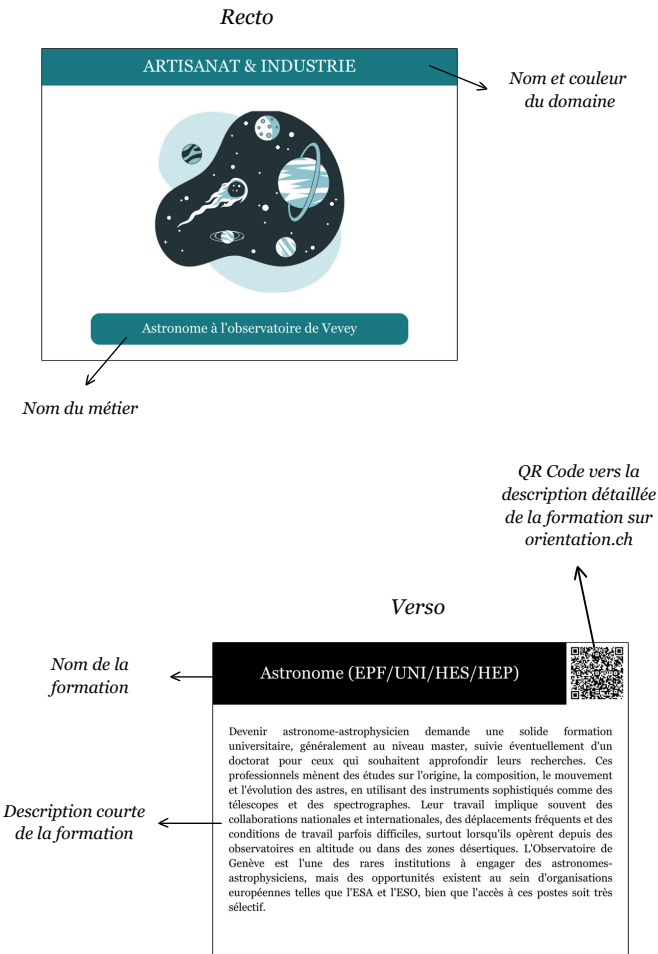 Recto
ARTISANAT & INDUSTRIE
Nom et couleur
du domaine
Astronome à l'observatoire de Vevey
Nom du métier
QR Code vers la
description détaillée
de la formation sur
orientation.ch
Verso
Nom de la
formation
Astronome (EPF/UNI/HES/HEP)
Description courte
de la formation
Devenir astronome-astrophysicien demande une solide formation
universitaire, généralement au niveau master, suivie éventuellement d'un
doctorat pour ceux qui souhaitent approfondir leurs recherches. Ces
professionnels mènent des études sur l'origine, la composition, le mouvement
et l'évolution des astres, en utilisant des instruments sophistiqués comme des
télescopes et des spectrographes. Leur travail implique souvent des
collaborations nationales et internationales, des déplacements fréquents et des
conditions de travail parfois difficiles, surtout lorsqu'ils opèrent depuis des
observatoires en altitude ou dans des zones désertiques. L'Observatoire de
Genève est l'une des rares institutions à engager des astronomes-
astrophysiciens, mais des opportunités existent au sein d'organisations
européennes telles que l'ESA et l'ESO, bien que l'accès à ces postes soit très
sélectif.